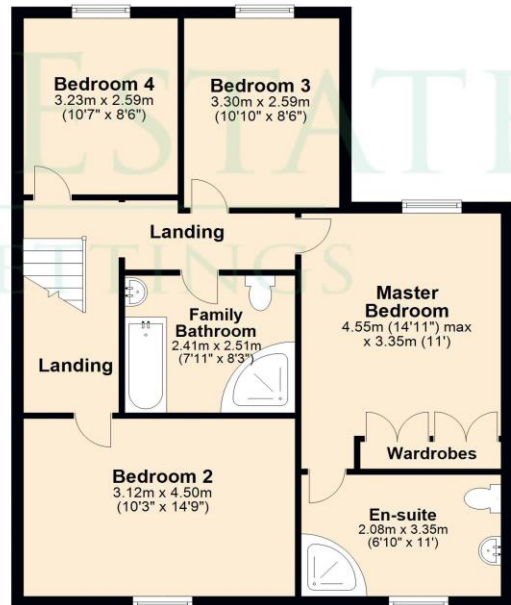 ESTATE
LETTINGS
Bedroom 4
3.23m x 2.59m
(10'7" x 8'6")
Bedroom 3
3.30m x 2.59m
(10'10" x 8'6")
Landing
Master
Bedroom
4.55m (14'11") max
x 3.35m (11')
Family
Bathroom
2.41m x 2.51m
(7'11" x 8'3")
Landing
Wardrobes
Bedroom 2
3.12m x 4.50m
(10'3" x 14'9")
En-suite
2.08m x 3.35m
(6'10" x 11')